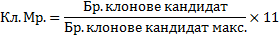 Кл. Мр. = Бр. клонове кандидат / Бр. клонове кандидат макс. × 11